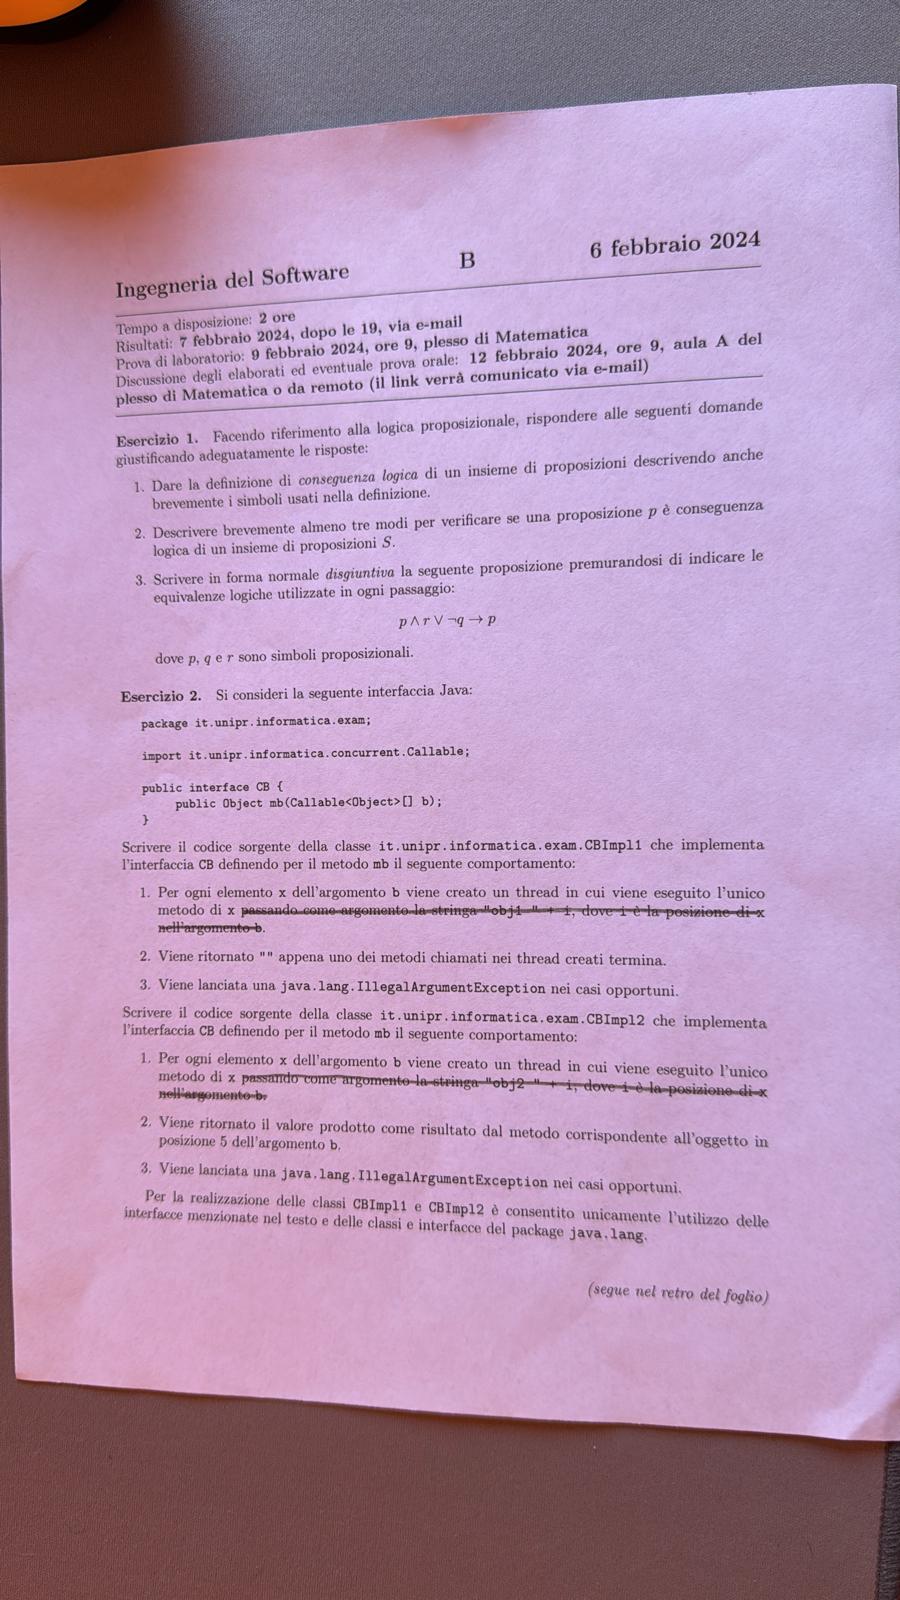 Ingegneria del Software B 6 febbraio 2024
Tempo a disposizione: 2 ore
Risultati: 7 febbraio 2024, dopo le 19, via e-mail
Prova di laboratorio: 9 febbraio 2024, ore 9, plesso di Matematica
Discussione degli elaborati ed eventuale prova orale: 12 febbraio 2024, ore 9, aula A del
plesso di Matematica o da remoto (il link verrà comunicato via e-mail)
Esercizio 1. Facendo riferimento alla logica proposizionale, rispondere alle seguenti domande
giustificando adeguatamente le risposte:
1. Dare la definizione di conseguenza logica di un insieme di proposizioni descrivendo anche
brevemente i simboli usati nella definizione.
2. Descrivere brevemente almeno tre modi per verificare se una proposizione p è conseguenza
logica di un insieme di proposizioni S.
3. Scrivere in forma normale disgiuntiva la seguente proposizione premurandosi di indicare le
equivalenze logiche utilizzate in ogni passaggio:
p ∧ r ∨ ¬q → p
dove p, q e r sono simboli proposizionali.
Esercizio 2. Si consideri la seguente interfaccia Java:
package it.unipr.informatica.exam;
import it.unipr.informatica.concurrent.Callable;
public interface CB {
public Object mb(Callable<Object>[] b);
}
Scrivere il codice sorgente della classe it.unipr.informatica.exam.CBImpl1 che implementa
l'interfaccia CB definendo per il metodo mb il seguente comportamento:
1. Per ogni elemento x dell'argomento b viene creato un thread in cui viene eseguito l'unico
metodo di x passando come argomento la stringa "obj1 " + i, dove i è la posizione di x
nell'argomento b.
2. Viene ritornato "" appena uno dei metodi chiamati nei thread creati termina.
3. Viene lanciata una java.lang.IllegalArgumentException nei casi opportuni.
Scrivere il codice sorgente della classe it.unipr.informatica.exam.CBImpl2 che implementa
l'interfaccia CB definendo per il metodo mb il seguente comportamento:
1. Per ogni elemento x dell'argomento b viene creato un thread in cui viene eseguito l'unico
metodo di x passando come argomento la stringa "obj2 " + i, dove i è la posizione di x
nell'argomento b.
2. Viene ritornato il valore prodotto come risultato dal metodo corrispondente all'oggetto in
posizione 5 dell'argomento b.
3. Viene lanciata una java.lang.IllegalArgumentException nei casi opportuni.
Per la realizzazione delle classi CBImpl1 e CBImpl2 è consentito unicamente l'utilizzo delle
interfacce menzionate nel testo e delle classi e interfacce del package java.lang.
(segue nel retro del foglio)